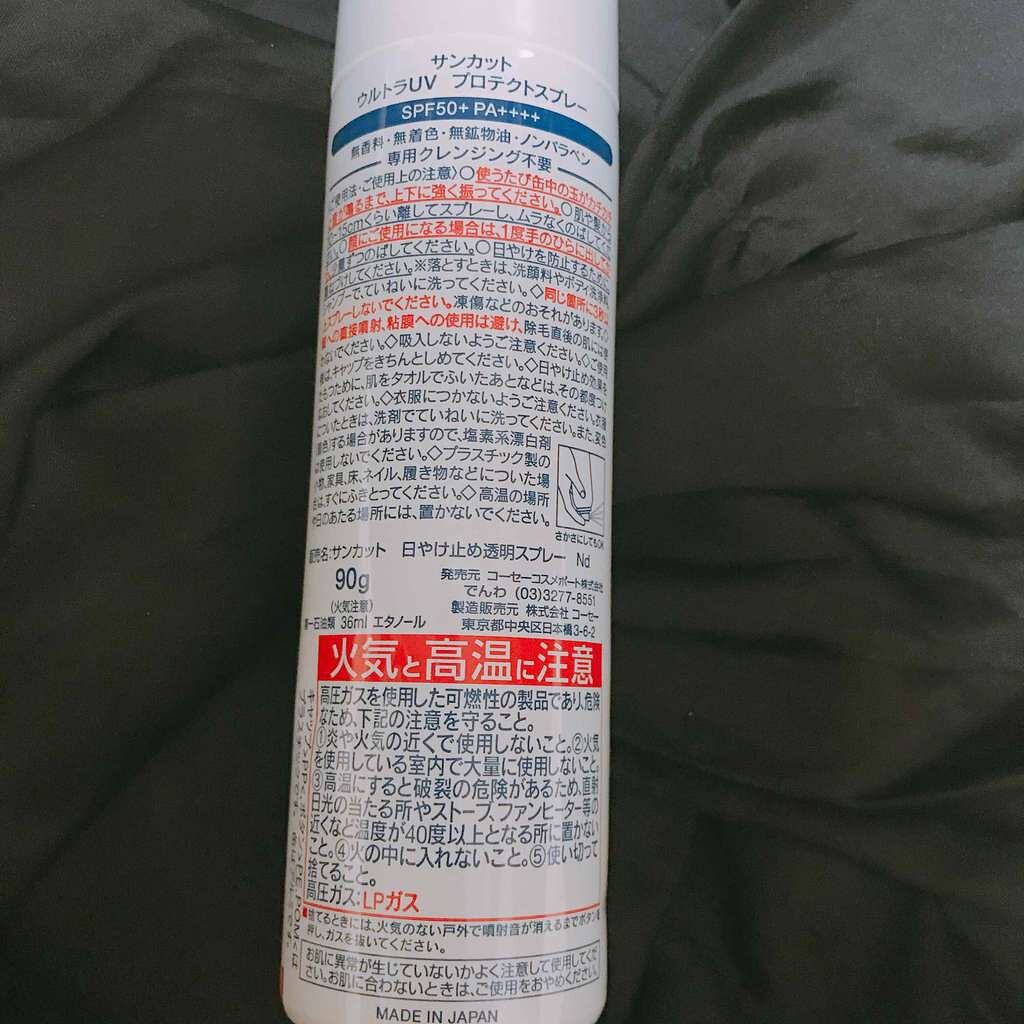 サンカット
ウルトラUV プロテクトスプレー
SPF50+ PA++++
無香料・無着色・無鉱物油・ノンパラベン
専用クレンジング不要
使用法・ご使用上の注意〉○使うたび缶中の玉がカチカチ
鳴るまで、上下に強く振ってください。○肌や髪から
15cmくらい離してスプレーし、ムラなくのばしてくだ
さい。○顔にご使用になる場合は、1度手のひらに出して
ずつのばしてください。○日やけを防止するために
※落とすときは、洗顔料やボディ洗浄料
シャンプーで、ていねいに洗ってください。◇同じ箇所に3秒
スプレーしないでください。凍傷などのおそれがあります。
への直接噴射、粘膜への使用は避け、除毛直後の肌には使
わないでください。◇吸入しないようご注意ください。◇ご使用
後は、キャップをきちんとしめてください。◇日やけ止め効果を
たもつために、肌をタオルでふいたあとなどは、その都度つけ
なおしてください。◇衣服につかないようご注意ください。衣服
についたときは、洗剤でていねいに洗ってください。また、変色
着色)する場合がありますので、塩素系漂白剤
は使用しないでください。◇プラスチック製の
小物、家具、床、ネイル、履き物などについた場
合は、すぐにふきとってください。◇高温の場所
や日のあたる場所には、置かないでください。
さかさにしてもOK
販売名:サンカット 日やけ止め透明スプレー Nd
90g
(火気注意)
第一石油類 36ml エタノール
発売元 コーセーコスメポート株式会社
でんわ (03)3277-8551
製造販売元 株式会社 コーセー
東京都中央区日本橋3-6-2
火気と高温に注意
高圧ガスを使用した可燃性の製品であり、危険
なため、下記の注意を守ること。
①炎や火気の近くで使用しないこと。②火気
を使用している室内で大量に使用しないこと。
③高温にすると破裂の危険があるため、直射
日光の当たる所やストーブ、ファンヒーター等の
近くなど温度が40度以上となる所に置かない
こと。④火の中に入れないこと。⑤使い切って
捨てること。
高圧ガス:LPガス
■捨てるときには、火気のない戸外で噴射音が消えるまでボタンを
押し、ガスを抜いてください。
お肌に異常が生じていないかよく注意して使用してくだ
さい。お肌に合わないときは、ご使用をおやめください。
MADE IN JAPAN